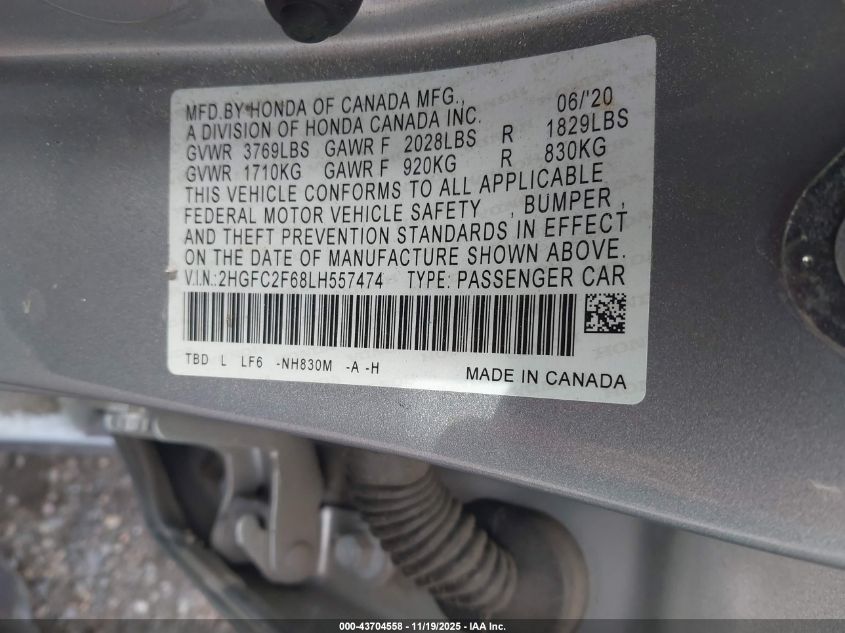 MFD.BY HONDA OF CANADA MFG., 06/'20
A DIVISION OF HONDA CANADA INC.
GVWR 3769LBS GAWR F 2028LBS R 1829LBS
GVWR 1710KG GAWR F 920KG R 830KG
THIS VEHICLE CONFORMS TO ALL APPLICABLE
FEDERAL MOTOR VEHICLE SAFETY , BUMPER ,
AND THEFT PREVENTION STANDARDS IN EFFECT
ON THE DATE OF MANUFACTURE SHOWN ABOVE.
V.I.N.:2HGFC2F68LH557474 TYPE: PASSENGER CAR
TBD L LF6 -NH830M -A -H
MADE IN CANADA
000-43704558 - 11/19/2025 - IAA Inc.